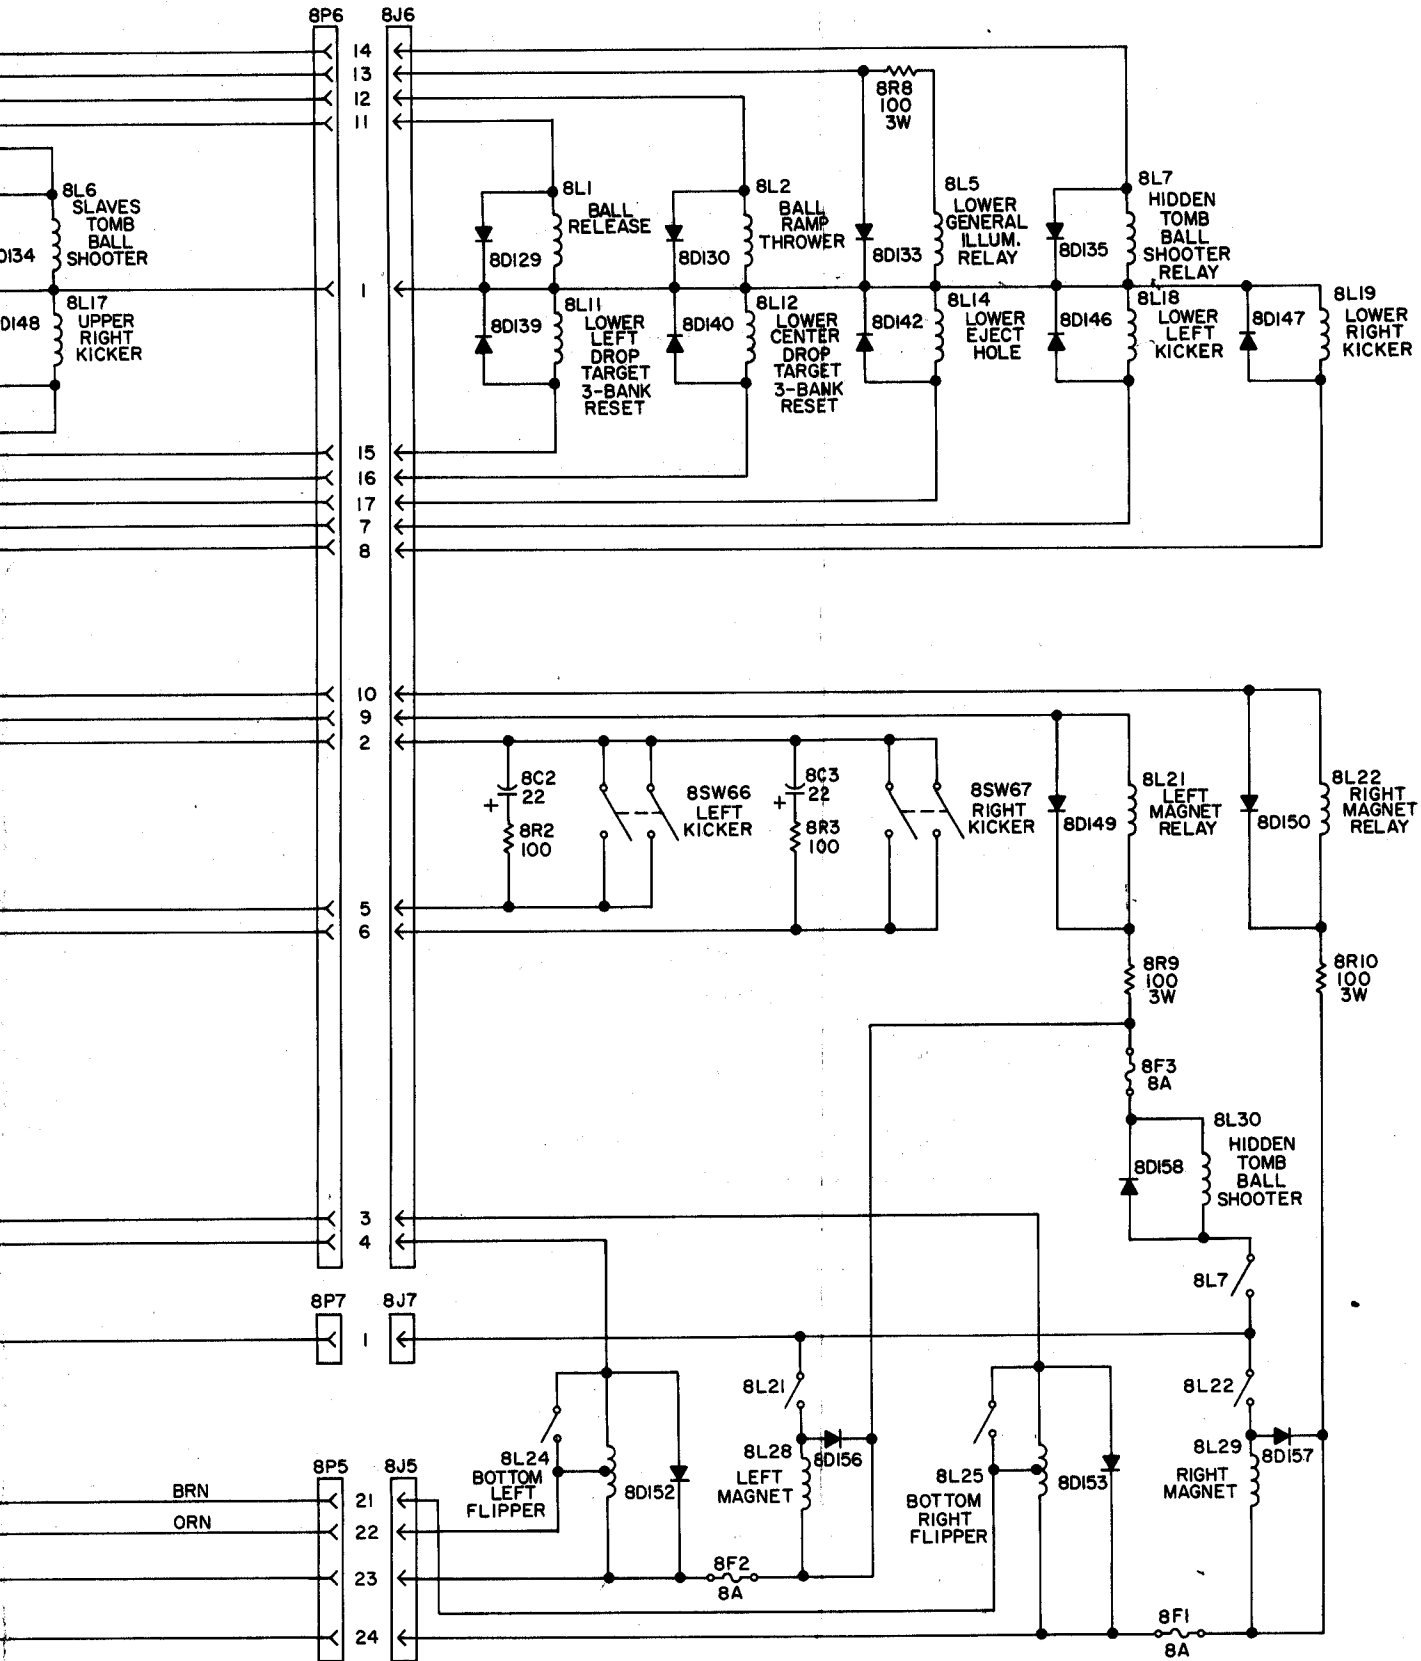 8P6
8J6
14
13
12
11
8R8
100
3W
8L6
SLAVES
TOMB
BALL
SHOOTER
D134
8L1
BALL
RELEASE
8D129
8L2
BALL
RAMP
THROWER
8D130
8L5
LOWER
GENERAL
ILLUM.
RELAY
8D133
8L7
HIDDEN
TOMB
BALL
SHOOTER
RELAY
8D135
1
8L17
UPPER
RIGHT
KICKER
D148
8L11
LOWER
LEFT
DROP
TARGET
3-BANK
RESET
8D139
8L12
LOWER
CENTER
DROP
TARGET
3-BANK
RESET
8D140
8L14
LOWER
EJECT
HOLE
8D142
8L18
LOWER
LEFT
KICKER
8D146
8D147
8L19
LOWER
RIGHT
KICKER
15
16
17
7
8
10
9
2
8C2
+ 22
8R2
100
8SW66
LEFT
KICKER
8C3
+ 22
8R3
100
8SW67
RIGHT
KICKER
8D149
8L21
LEFT
MAGNET
RELAY
8D150
8L22
RIGHT
MAGNET
RELAY
5
6
8R9
100
3W
8R10
100
3W
8F3
8A
8L30
HIDDEN
TOMB
BALL
SHOOTER
8D158
3
4
8L7
8P7
8J7
1
8L21
8L22
8P5
8J5
8L24
BOTTOM
LEFT
FLIPPER
8D152
8L28
LEFT
MAGNET
8D156
8L25
BOTTOM
RIGHT
FLIPPER
8D153
8L29
RIGHT
MAGNET
8D157
BRN
21
ORN
22
23
8F2
8A
24
8F1
8A